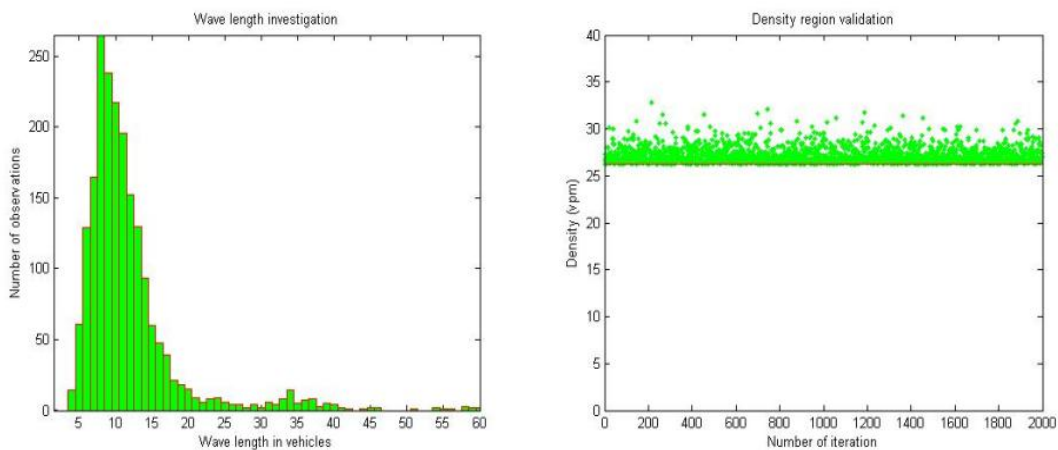 Wave length investigation
Number of observations
250
200
150
100
50
0
5 10 15 20 25 30 35 40 45 50 55 60
Wave length in vehicles
Density region validation
Density (vpm)
40
35
30
25
20
15
10
5
0
0 200 400 600 800 1000 1200 1400 1600 1800 2000
Number of iteration